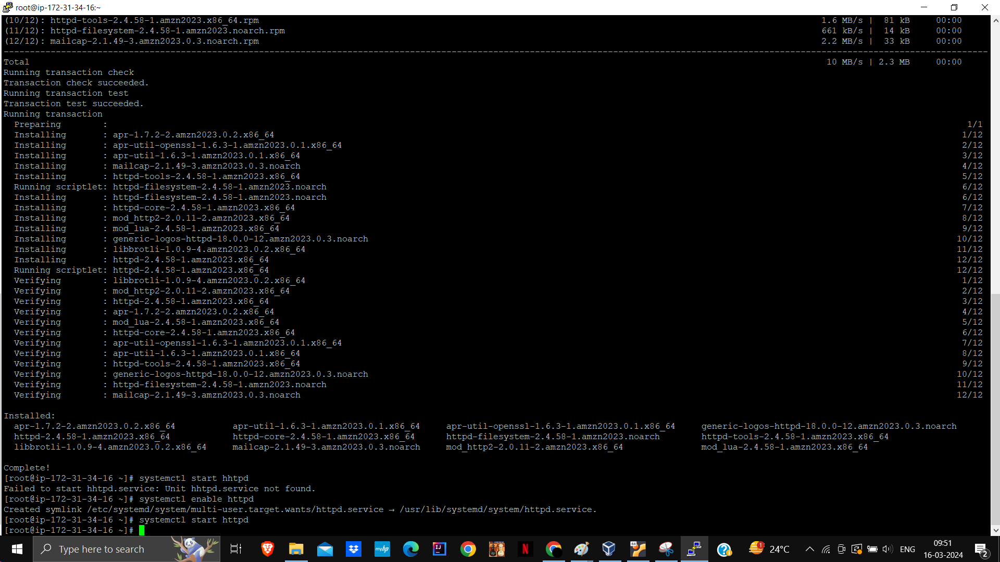 root@ip-172-31-34-16:~
(10/12): httpd-tools-2.4.58-1.amzn2023.x86_64.rpm 1.6 MB/s | 81 kB 00:00
(11/12): httpd-filesystem-2.4.58-1.amzn2023.noarch.rpm 661 kB/s | 14 kB 00:00
(12/12): mailcap-2.1.49-3.amzn2023.0.3.noarch.rpm 2.2 MB/s | 33 kB 00:00
--------------------------------------------------------------------------------
Total 10 MB/s | 2.3 MB 00:00
Running transaction check
Transaction check succeeded.
Running transaction test
Transaction test succeeded.
Running transaction
Preparing : 1/1
Installing : apr-1.7.2-2.amzn2023.0.2.x86_64 1/12
Installing : apr-util-openssl-1.6.3-1.amzn2023.0.1.x86_64 2/12
Installing : apr-util-1.6.3-1.amzn2023.0.1.x86_64 3/12
Installing : mailcap-2.1.49-3.amzn2023.0.3.noarch 4/12
Installing : httpd-tools-2.4.58-1.amzn2023.x86_64 5/12
Running scriptlet: httpd-filesystem-2.4.58-1.amzn2023.noarch 6/12
Installing : httpd-filesystem-2.4.58-1.amzn2023.noarch 6/12
Installing : httpd-core-2.4.58-1.amzn2023.x86_64 7/12
Installing : mod_http2-2.0.11-2.amzn2023.x86_64 8/12
Installing : mod_lua-2.4.58-1.amzn2023.x86_64 9/12
Installing : generic-logos-httpd-18.0.0-12.amzn2023.0.3.noarch 10/12
Installing : libbrotli-1.0.9-4.amzn2023.0.2.x86_64 11/12
Installing : httpd-2.4.58-1.amzn2023.x86_64 12/12
Running scriptlet: httpd-2.4.58-1.amzn2023.x86_64 12/12
Verifying : libbrotli-1.0.9-4.amzn2023.0.2.x86_64 1/12
Verifying : mod_http2-2.0.11-2.amzn2023.x86_64 2/12
Verifying : httpd-2.4.58-1.amzn2023.x86_64 3/12
Verifying : apr-1.7.2-2.amzn2023.0.2.x86_64 4/12
Verifying : mod_lua-2.4.58-1.amzn2023.x86_64 5/12
Verifying : httpd-core-2.4.58-1.amzn2023.x86_64 6/12
Verifying : apr-util-openssl-1.6.3-1.amzn2023.0.1.x86_64 7/12
Verifying : apr-util-1.6.3-1.amzn2023.0.1.x86_64 8/12
Verifying : httpd-tools-2.4.58-1.amzn2023.x86_64 9/12
Verifying : generic-logos-httpd-18.0.0-12.amzn2023.0.3.noarch 10/12
Verifying : httpd-filesystem-2.4.58-1.amzn2023.noarch 11/12
Verifying : mailcap-2.1.49-3.amzn2023.0.3.noarch 12/12
Installed:
apr-1.7.2-2.amzn2023.0.2.x86_64 apr-util-1.6.3-1.amzn2023.0.1.x86_64 apr-util-openssl-1.6.3-1.amzn2023.0.1.x86_64 generic-logos-httpd-18.0.0-12.amzn2023.0.3.noarch
httpd-2.4.58-1.amzn2023.x86_64 httpd-core-2.4.58-1.amzn2023.x86_64 httpd-filesystem-2.4.58-1.amzn2023.noarch httpd-tools-2.4.58-1.amzn2023.x86_64
libbrotli-1.0.9-4.amzn2023.0.2.x86_64 mailcap-2.1.49-3.amzn2023.0.3.noarch mod_http2-2.0.11-2.amzn2023.x86_64 mod_lua-2.4.58-1.amzn2023.x86_64
Complete!
[root@ip-172-31-34-16 ~]# systemctl start hhtpd
Failed to start hhtpd.service: Unit hhtpd.service not found.
[root@ip-172-31-34-16 ~]# systemctl enable httpd
Created symlink /etc/systemd/system/multi-user.target.wants/httpd.service → /usr/lib/systemd/system/httpd.service.
[root@ip-172-31-34-16 ~]# systemctl start httpd
[root@ip-172-31-34-16 ~]#
Type here to search
myhp
IJ
N
64
1
24°C
ENG
09:51
16-03-2024
2